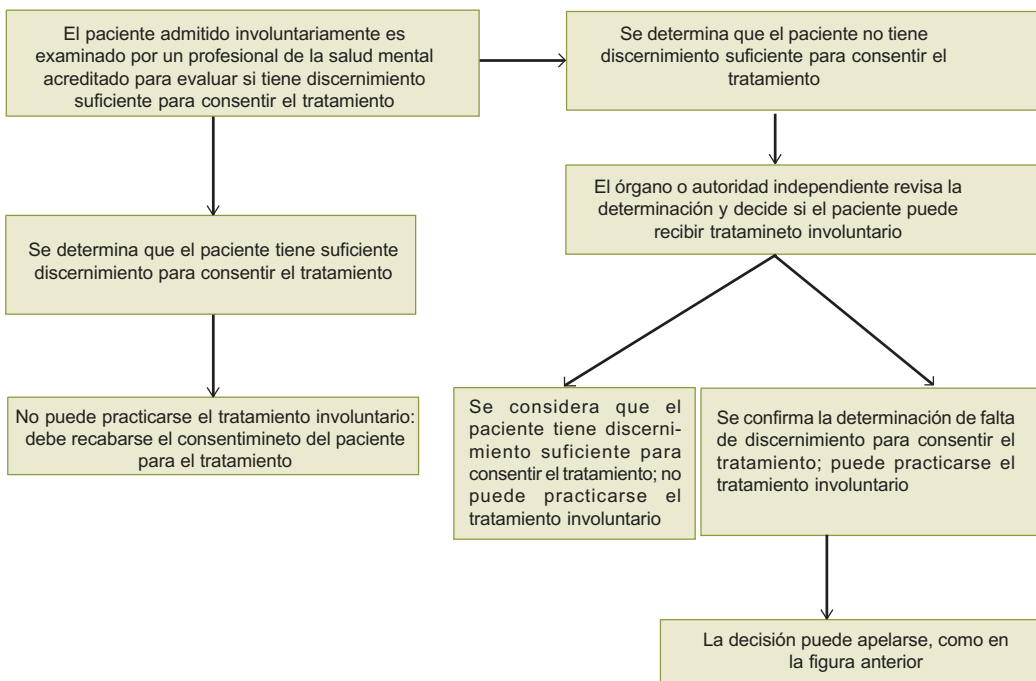 El paciente admitido involuntariamente es
examinado por un profesional de la salud mental
acreditado para evaluar si tiene discernimiento
suficiente para consentir el tratamiento
Se determina que el paciente no tiene
discernimiento suficiente para consentir el
tratamiento
El órgano o autoridad independiente revisa la
determinación y decide si el paciente puede
recibir tratamineto involuntario
Se determina que el paciente tiene suficiente
discernimiento para consentir el tratamiento
No puede practicarse el tratamiento involuntario:
debe recabarse el consentimineto del paciente
para el tratamiento
Se considera que el
paciente tiene discerni-
miento suficiente para
consentir el tratamiento; no
puede practicarse el
tratamiento involuntario
Se confirma la determinación de falta
de discernimiento para consentir el
tratamiento; puede practicarse el
tratamiento involuntario
La decisión puede apelarse, como en
la figura anterior